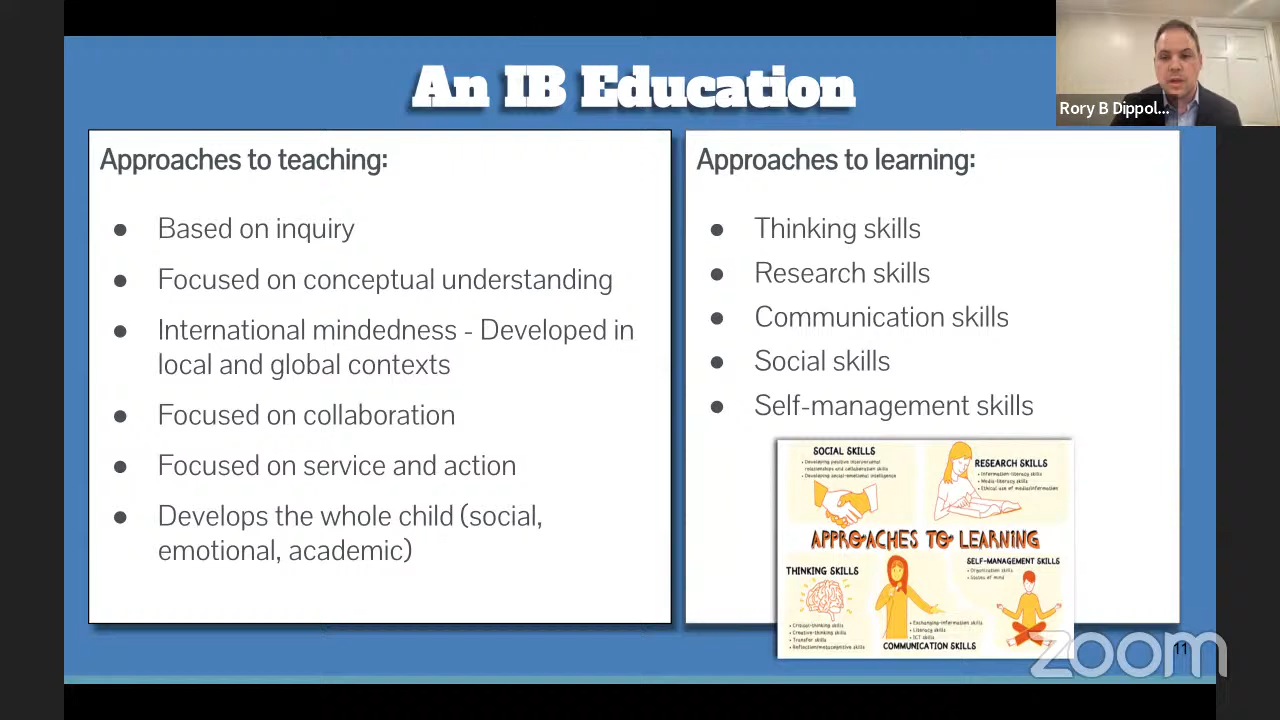 An IB Education
Rory B Dippol...
Approaches to teaching:
● Based on inquiry
● Focused on conceptual understanding
● International mindedness - Developed in
local and global contexts
● Focused on collaboration
● Focused on service and action
● Develops the whole child (social,
emotional, academic)
Approaches to learning:
● Thinking skills
● Research skills
● Communication skills
● Social skills
● Self-management skills
SOCIAL SKILLS
• Developing positive interpersonal
relationships and collaboration skills
• Developing social-emotional intelligence
RESEARCH SKILLS
• Information-literacy skills
• Media-literacy skills
• Ethical use of media/information
APPROACHES TO LEARNING
THINKING SKILLS
• Critical-thinking skills
• Creative-thinking skills
• Transfer skills
• Reflection/metacognitive skills
SELF-MANAGEMENT SKILLS
• Organization skills
• States of mind
• Exchanging-information skills
• Literacy skills
• ICT skills
COMMUNICATION SKILLS
11
zoom